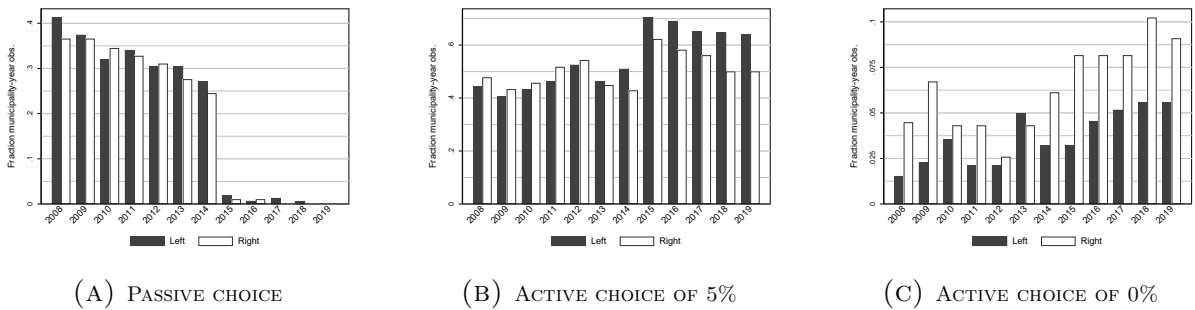 Fraction municipality-year obs.
.4
.3
.2
.1
0
2008 2009 2010 2011 2012 2013 2014 2015 2016 2017 2018 2019
Left Right
(A) Passive choice
Fraction municipality-year obs.
.6
.4
.2
0
2008 2009 2010 2011 2012 2013 2014 2015 2016 2017 2018 2019
Left Right
(B) Active choice of 5%
Fraction municipality-year obs.
.1
.075
.05
.025
0
2008 2009 2010 2011 2012 2013 2014 2015 2016 2017 2018 2019
Left Right
(C) Active choice of 0%